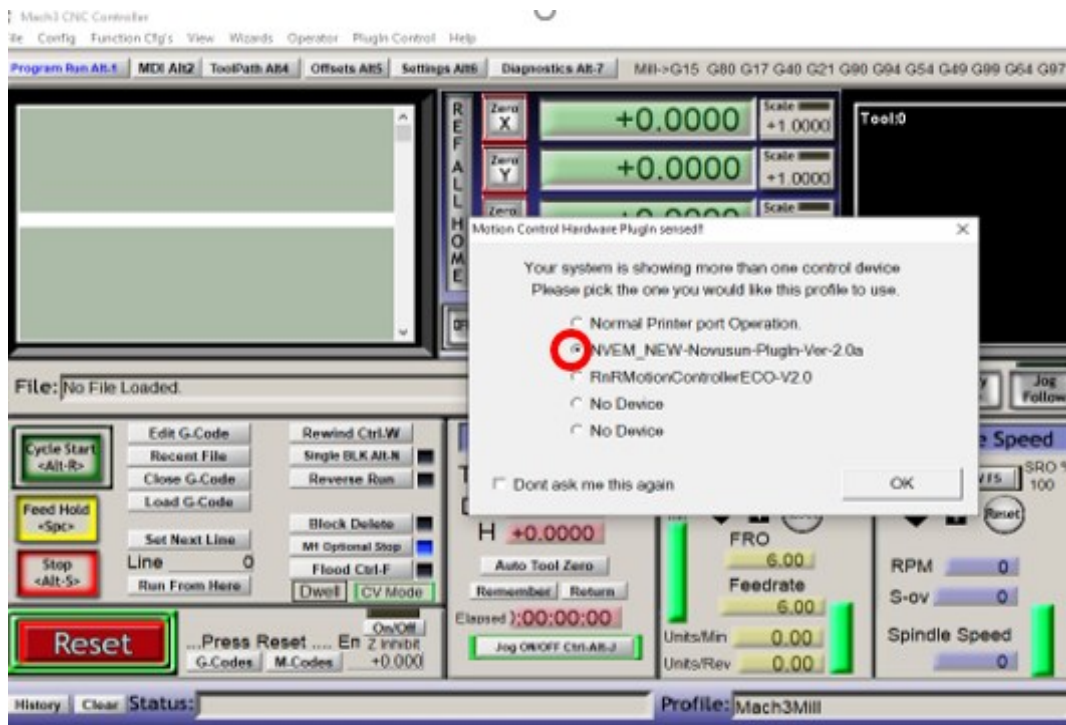 Mach3 CNC Controller
File Config Function Cfg's View Wizards Operator PlugIn Control Help
Program Run Alt-1 MDI Alt2 ToolPath Alt4 Offsets Alt5 Settings Alt6 Diagnostics Alt-7 Mill->G15 G80 G17 G40 G21 G90 G94 G54 G49 G99 G64 G97
REF ALL HOME
Zero X +0.0000 Scale +1.0000
Zero Y +0.0000 Scale +1.0000
Zero Scale
Tool:0
Motion Control Hardware PlugIn sensed!!
Your system is showing more than one control device
Please pick the one you would like this profile to use.
Normal Printer port Operation.
NVEM_NEW-Novusun-PlugIn-Ver-2.0a
RnRMotionControllerECO-V2.0
No Device
No Device
Dont ask me this again
OK
File: No File Loaded.
Jog Follow
Cycle Start <Alt-R>
Feed Hold <Spc>
Stop <Alt-S>
Edit G-Code
Recent File
Close G-Code
Load G-Code
Set Next Line
Line 0
Run From Here
Rewind Ctrl-W
Single BLK Alt-N
Reverse Run
Block Delete
M1 Optional Stop
Flood Ctrl-F
Dwell CV Mode
Reset
...Press Reset .... Em
G-Codes M-Codes
On/Off
Z Inhibit
+0.000
H +0.0000
Auto Tool Zero
Remember Return
Elapsed 00:00:00
Jog ON/OFF Ctrl-Alt-J
FRO
6.00
Feedrate
6.00
Units/Min 0.00
Units/Rev 0.00
Speed
SRO %
100
Reset
RPM 0
S-ov 0
Spindle Speed
0
History Clear Status:
Profile: Mach3Mill